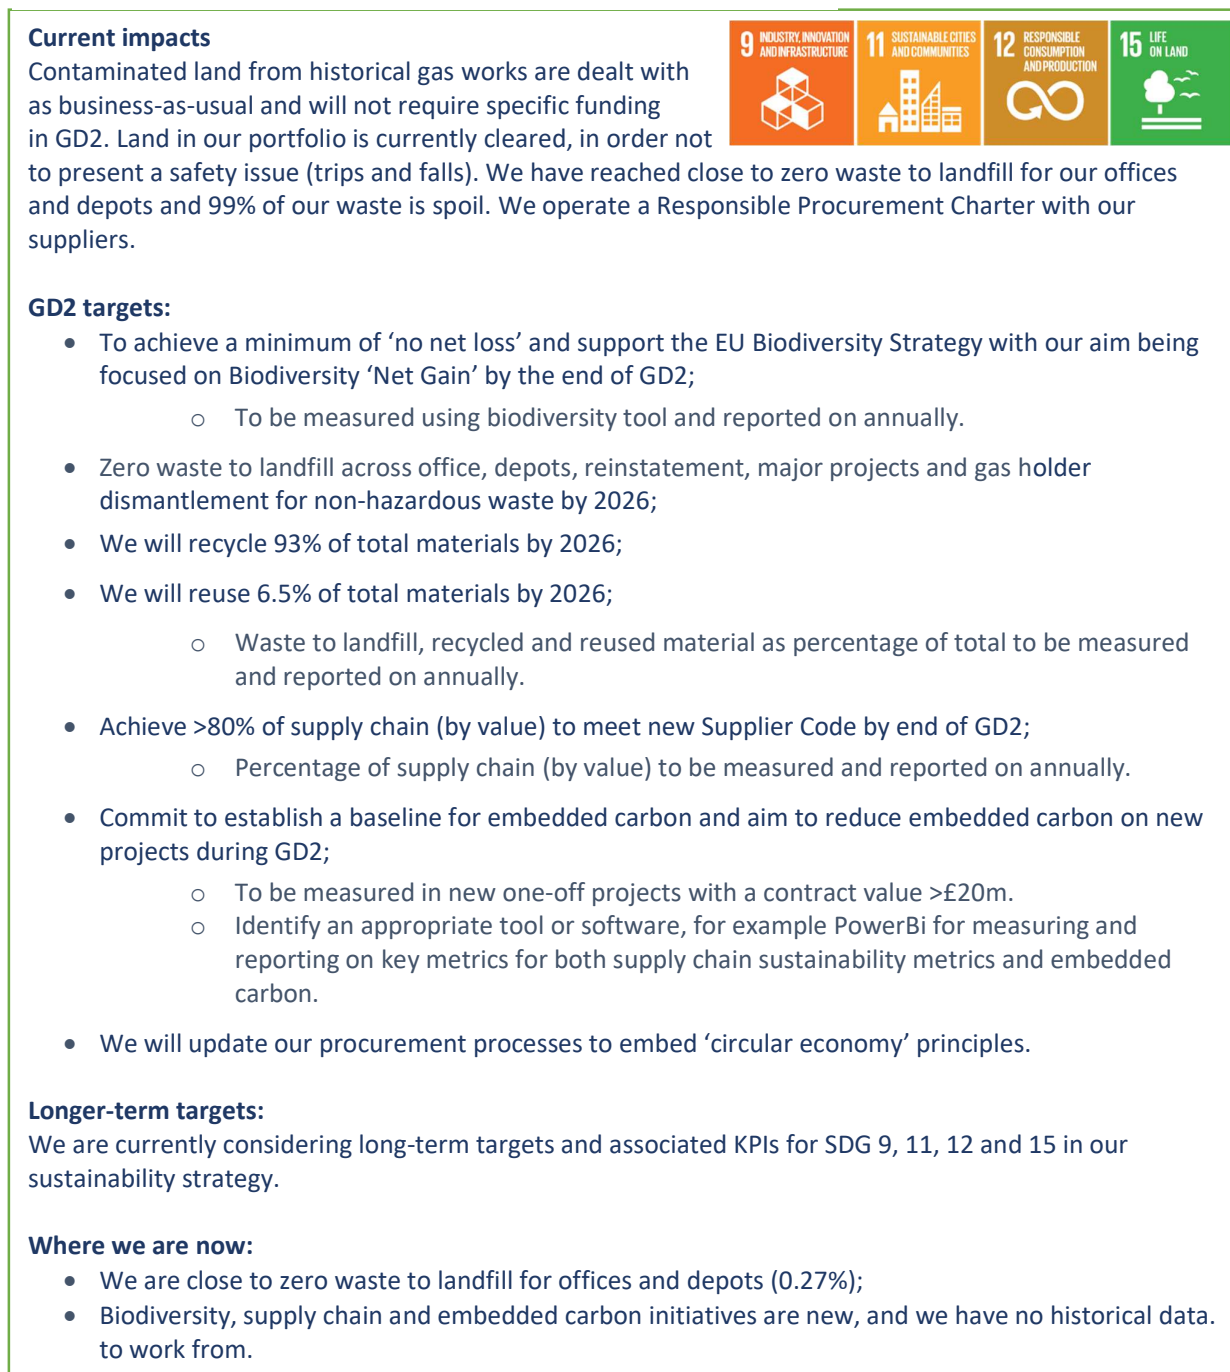 Current impacts
Contaminated land from historical gas works are dealt with
as business-as-usual and will not require specific funding
in GD2. Land in our portfolio is currently cleared, in order not
to present a safety issue (trips and falls). We have reached close to zero waste to landfill for our offices
and depots and 99% of our waste is spoil. We operate a Responsible Procurement Charter with our
suppliers.
9 INDUSTRY, INNOVATION
AND INFRASTRUCTURE
11 SUSTAINABLE CITIES
AND COMMUNITIES
12 RESPONSIBLE
CONSUMPTION
AND PRODUCTION
15 LIFE
ON LAND
GD2 targets:
• To achieve a minimum of ‘no net loss’ and support the EU Biodiversity Strategy with our aim being
focused on Biodiversity ‘Net Gain’ by the end of GD2;
o To be measured using biodiversity tool and reported on annually.
• Zero waste to landfill across office, depots, reinstatement, major projects and gas holder
dismantlement for non-hazardous waste by 2026;
• We will recycle 93% of total materials by 2026;
• We will reuse 6.5% of total materials by 2026;
o Waste to landfill, recycled and reused material as percentage of total to be measured
and reported on annually.
• Achieve >80% of supply chain (by value) to meet new Supplier Code by end of GD2;
o Percentage of supply chain (by value) to be measured and reported on annually.
• Commit to establish a baseline for embedded carbon and aim to reduce embedded carbon on new
projects during GD2;
o To be measured in new one-off projects with a contract value >£20m.
o Identify an appropriate tool or software, for example PowerBi for measuring and
reporting on key metrics for both supply chain sustainability metrics and embedded
carbon.
• We will update our procurement processes to embed ‘circular economy’ principles.
Longer-term targets:
We are currently considering long-term targets and associated KPIs for SDG 9, 11, 12 and 15 in our
sustainability strategy.
Where we are now:
• We are close to zero waste to landfill for offices and depots (0.27%);
• Biodiversity, supply chain and embedded carbon initiatives are new, and we have no historical data.
to work from.